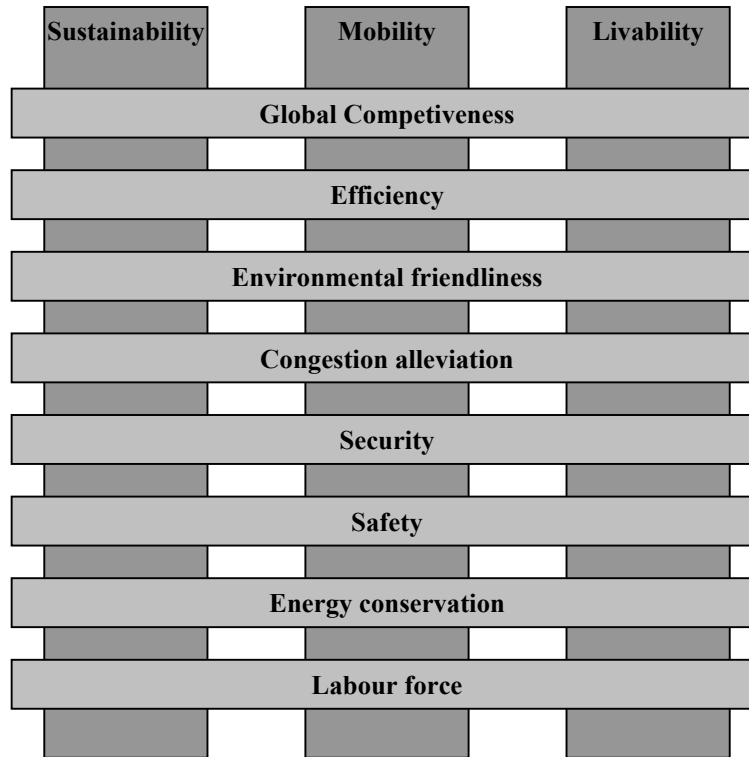 Sustainability
Mobility
Livability
Global Competiveness
Efficiency
Environmental friendliness
Congestion alleviation
Security
Safety
Energy conservation
Labour force